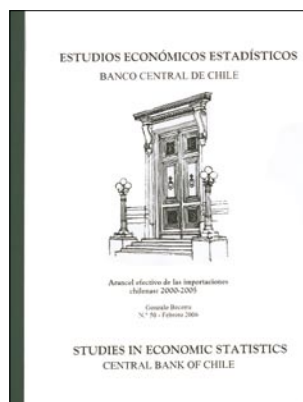 ESTUDIOS ECONÓMICOS ESTADÍSTICOS
BANCO CENTRAL DE CHILE
Arancel efectivo de las importaciones
chilenas: 2000-2005
Gonzalo Becerra
N.° 50 - Febrero 2006
STUDIES IN ECONOMIC STATISTICS
CENTRAL BANK OF CHILE